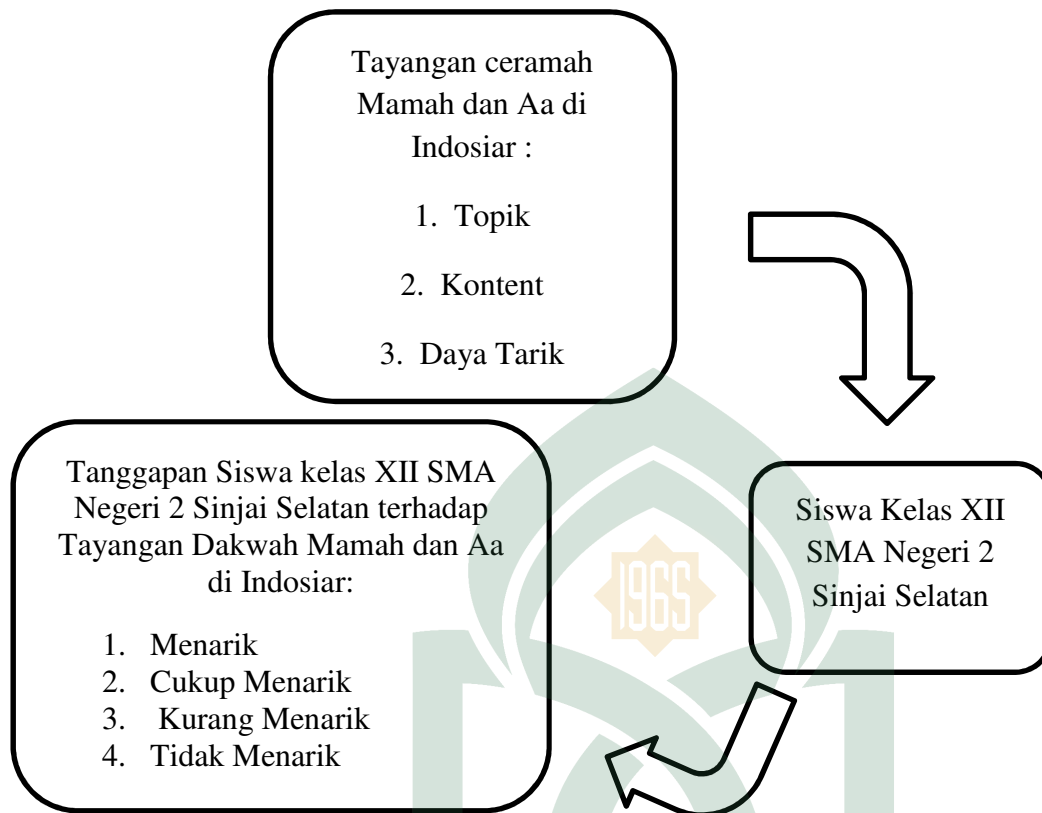 Tayangan ceramah
Mamah dan Aa di
Indosiar :
1. Topik
2. Kontent
3. Daya Tarik
Siswa Kelas XII
SMA Negeri 2
Sinjai Selatan
Tanggapan Siswa kelas XII SMA
Negeri 2 Sinjai Selatan terhadap
Tayangan Dakwah Mamah dan Aa
di Indosiar:
1. Menarik
2. Cukup Menarik
3. Kurang Menarik
4. Tidak Menarik
1965